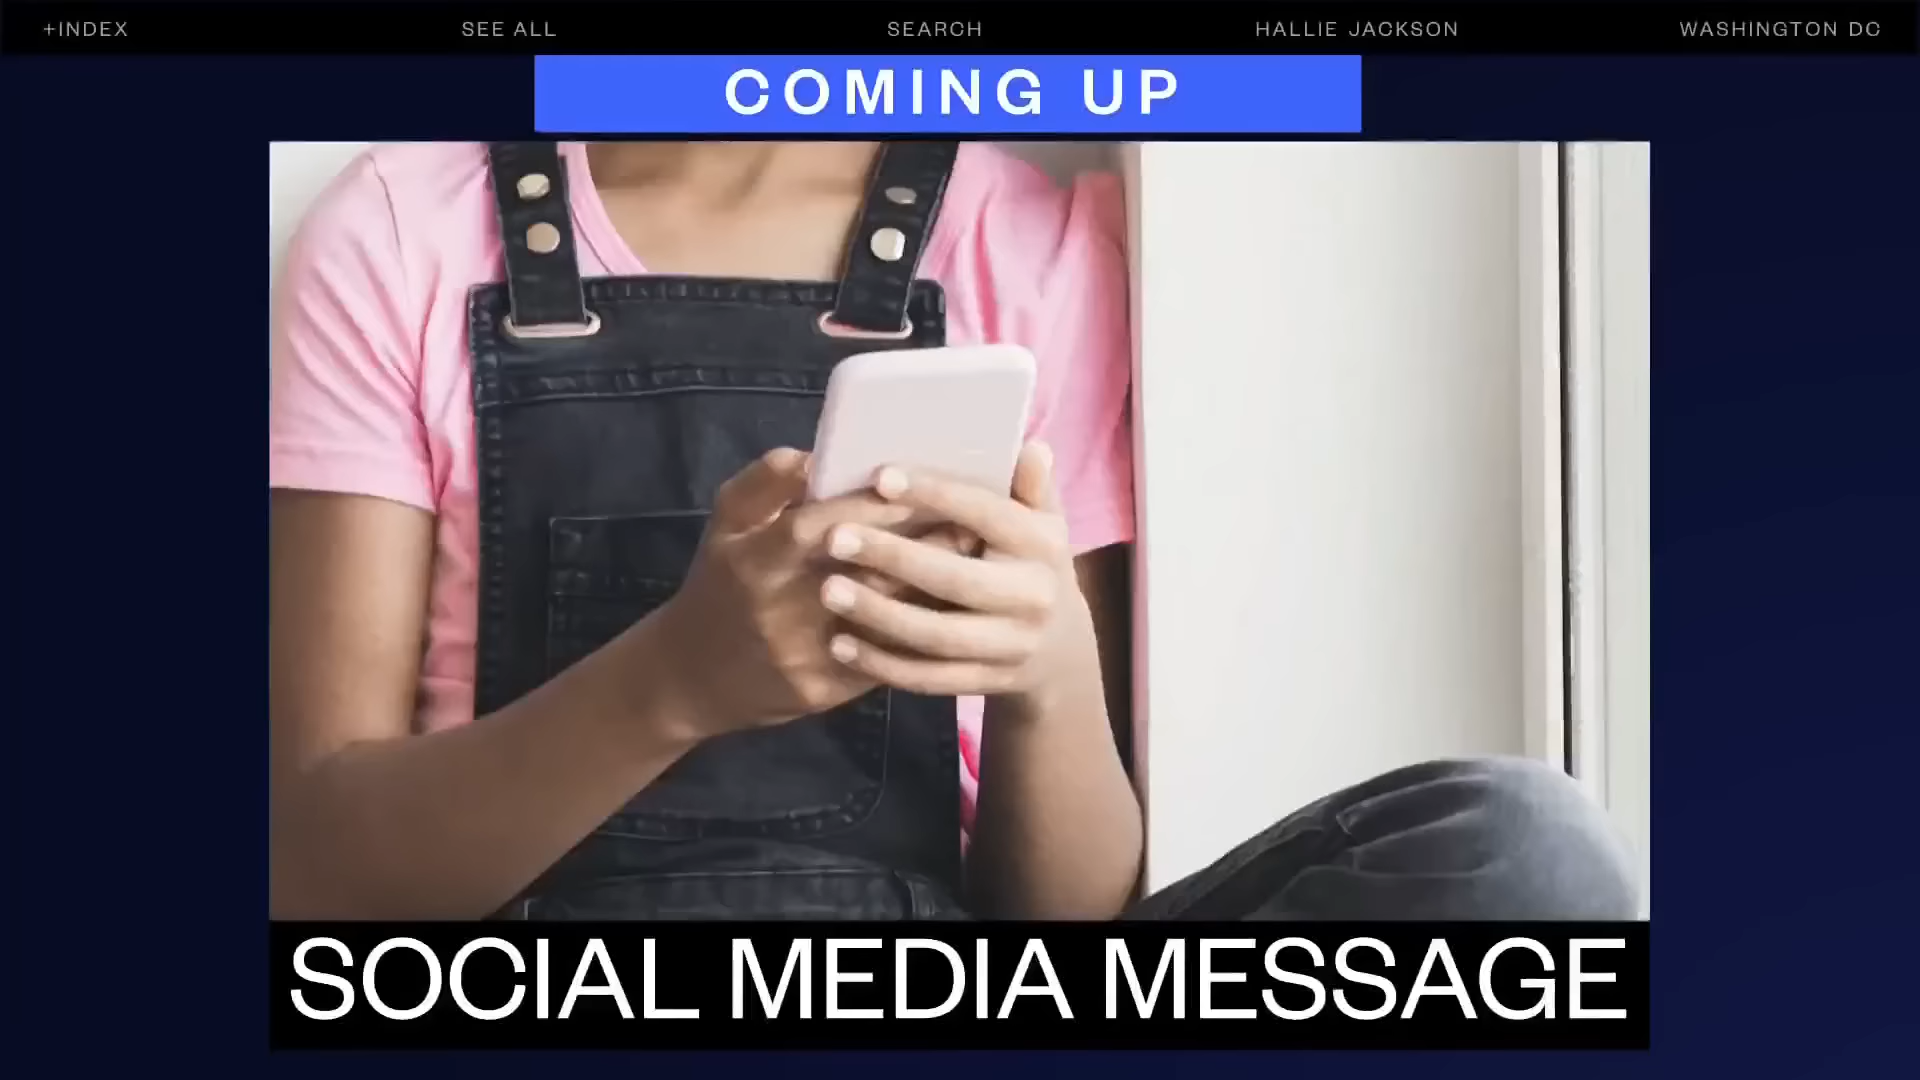 +INDEX
SEE ALL
SEARCH
HALLIE JACKSON
WASHINGTON DC
COMING UP
SOCIAL MEDIA MESSAGE